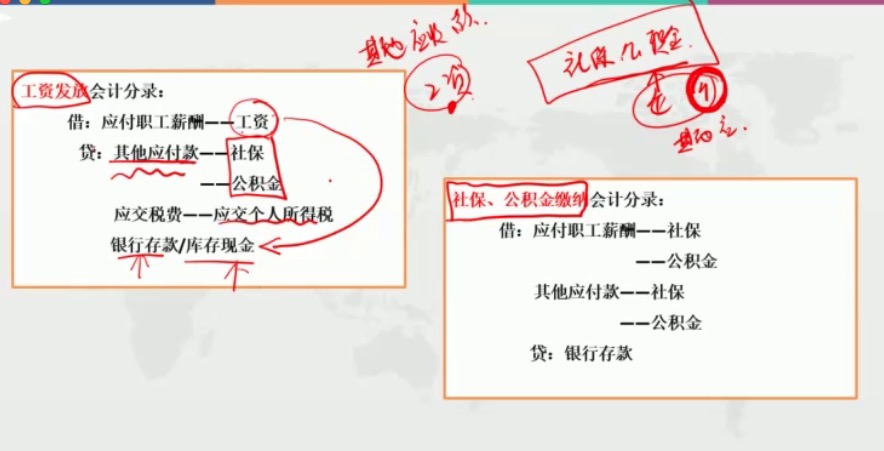 其他应收款.
工资
社保 公积金.
企 个
工资发放会计分录：
借：应付职工薪酬——工资
贷：其他应付款——社保
——公积金
应交税费——应交个人所得税
银行存款/库存现金
社保、公积金缴纳会计分录：
借：应付职工薪酬——社保
——公积金
其他应付款——社保
——公积金
贷：银行存款